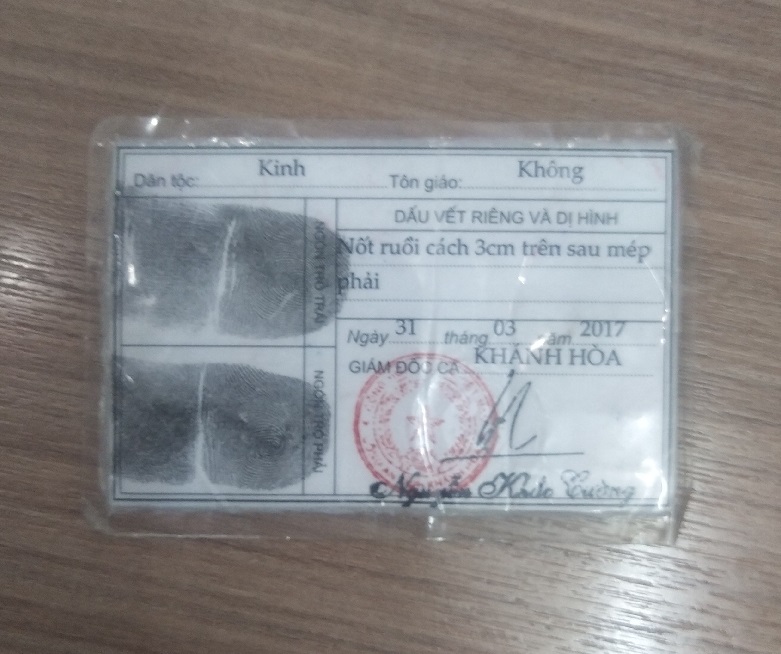 Dân tộc: Kinh Tôn giáo: Không
NGÓN TRỎ TRÁI
NGÓN TRỎ PHẢI
DẤU VẾT RIÊNG VÀ DỊ HÌNH
Nốt ruồi cách 3cm trên sau mép
phải
Ngày 31 tháng 03 năm 2017
GIÁM ĐỐC CA KHÁNH HÒA
Nguyễn Khắc Cường